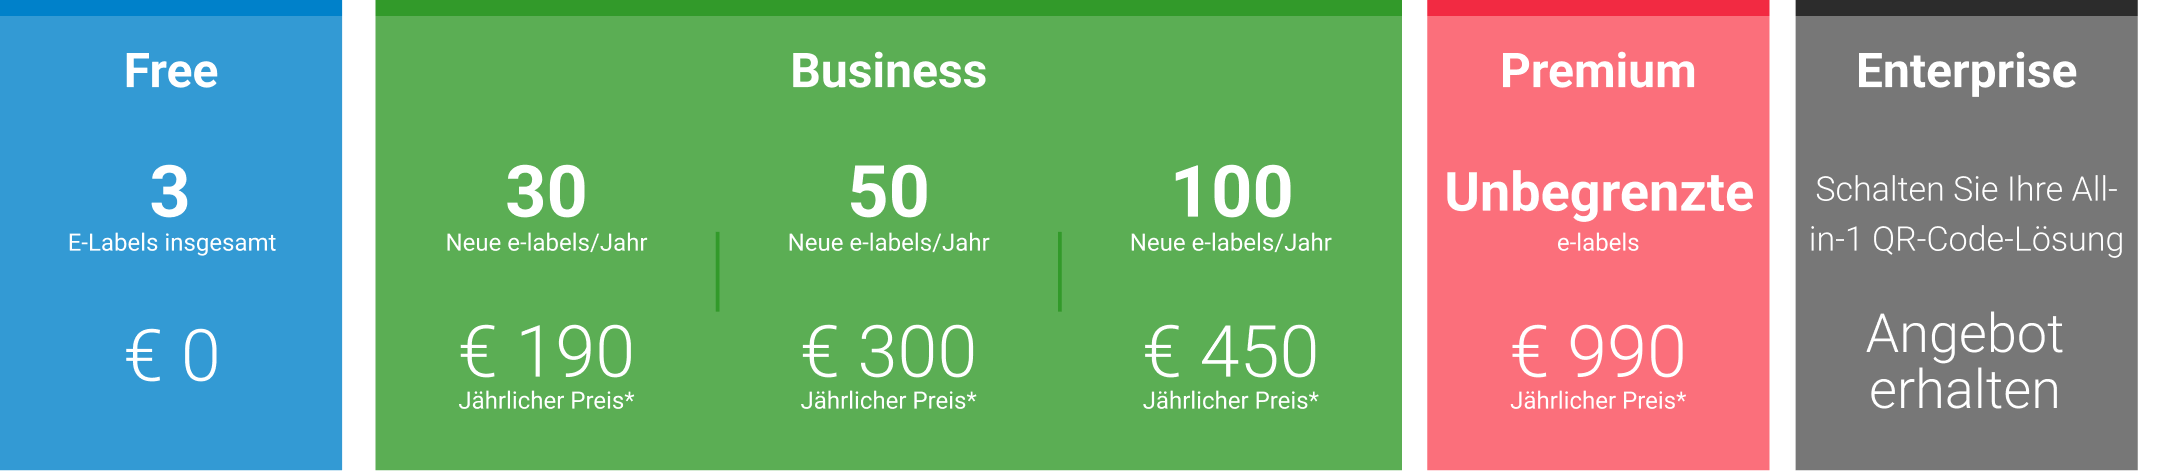 Free
3
E-Labels insgesamt
€ 0
Business
30
Neue e-labels/Jahr
€ 190
Jährlicher Preis*
50
Neue e-labels/Jahr
€ 300
Jährlicher Preis*
100
Neue e-labels/Jahr
€ 450
Jährlicher Preis*
Premium
Unbegrenzte
e-labels
€ 990
Jährlicher Preis*
Enterprise
Schalten Sie Ihre All-
in-1 QR-Code-Lösung
Angebot
erhalten